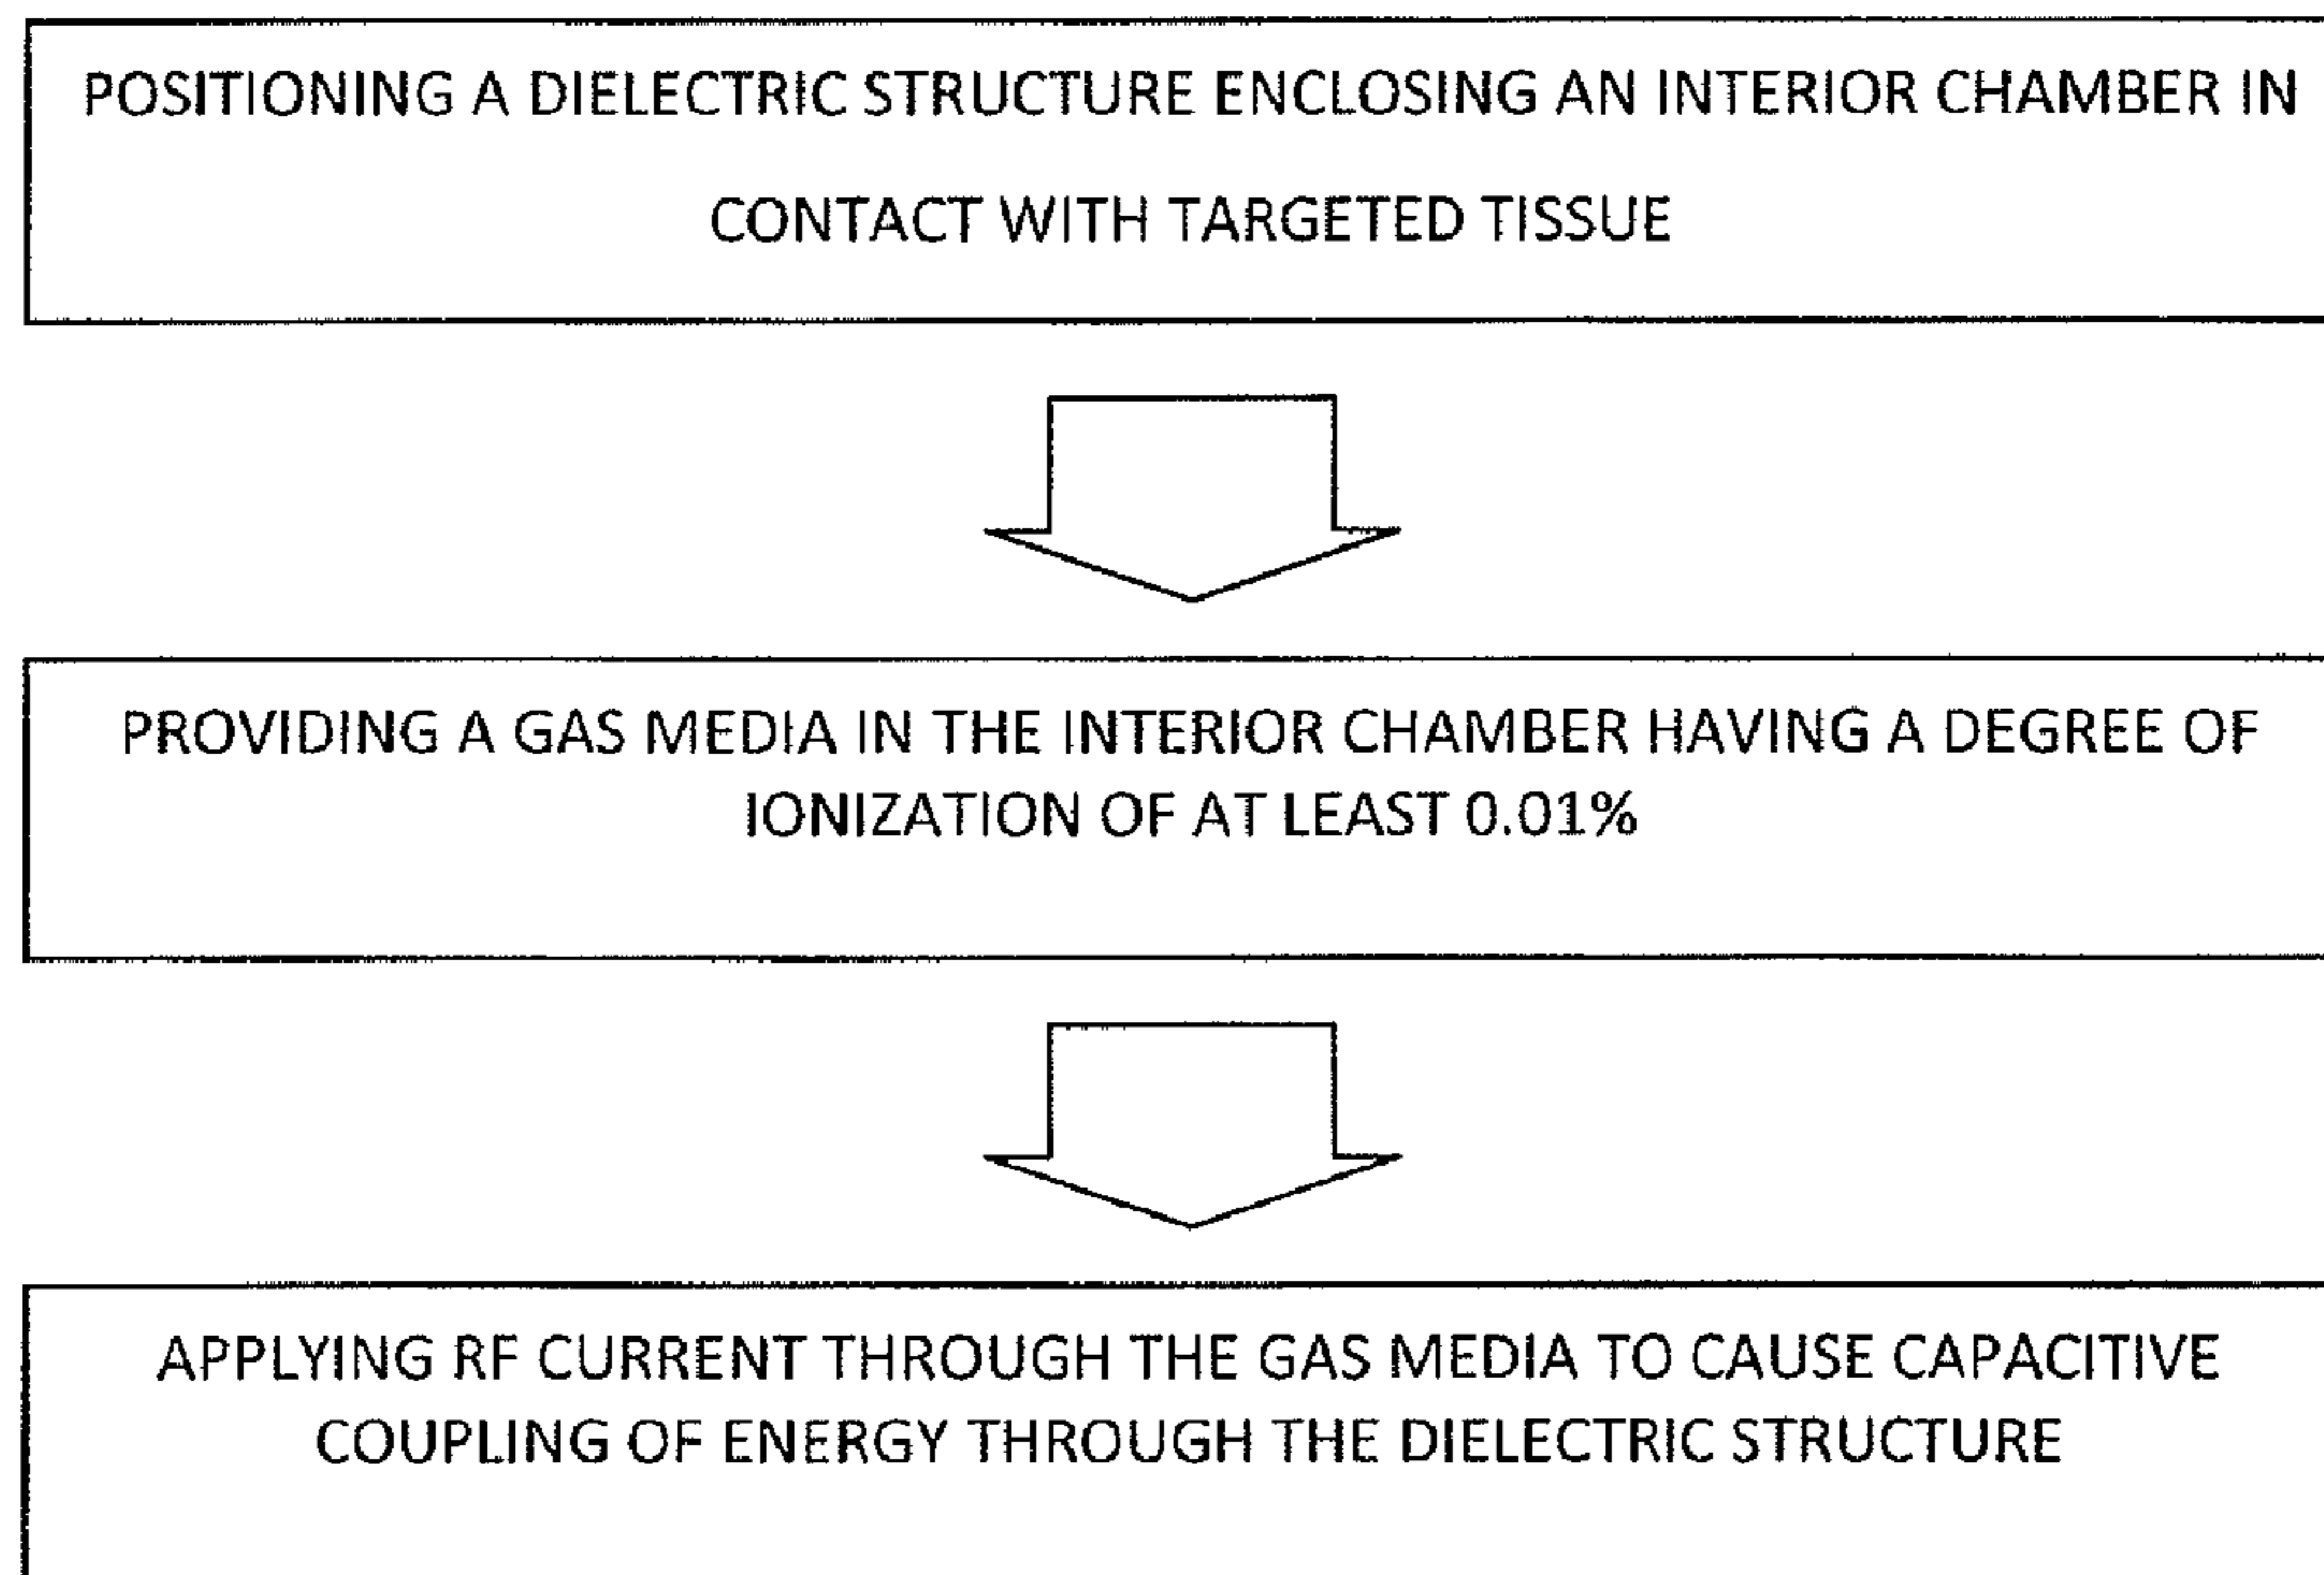 POSITIONING A DIELECTRIC STRUCTURE ENCLOSING AN INTERIOR CHAMBER IN
CONTACT WITH TARGETED TISSUE
PROVIDING A GAS MEDIA IN THE INTERIOR CHAMBER HAVING A DEGREE OF
IONIZATION OF AT LEAST 0.01%
APPLYING RF CURRENT THROUGH THE GAS MEDIA TO CAUSE CAPACITIVE
COUPLING OF ENERGY THROUGH THE DIELECTRIC STRUCTURE